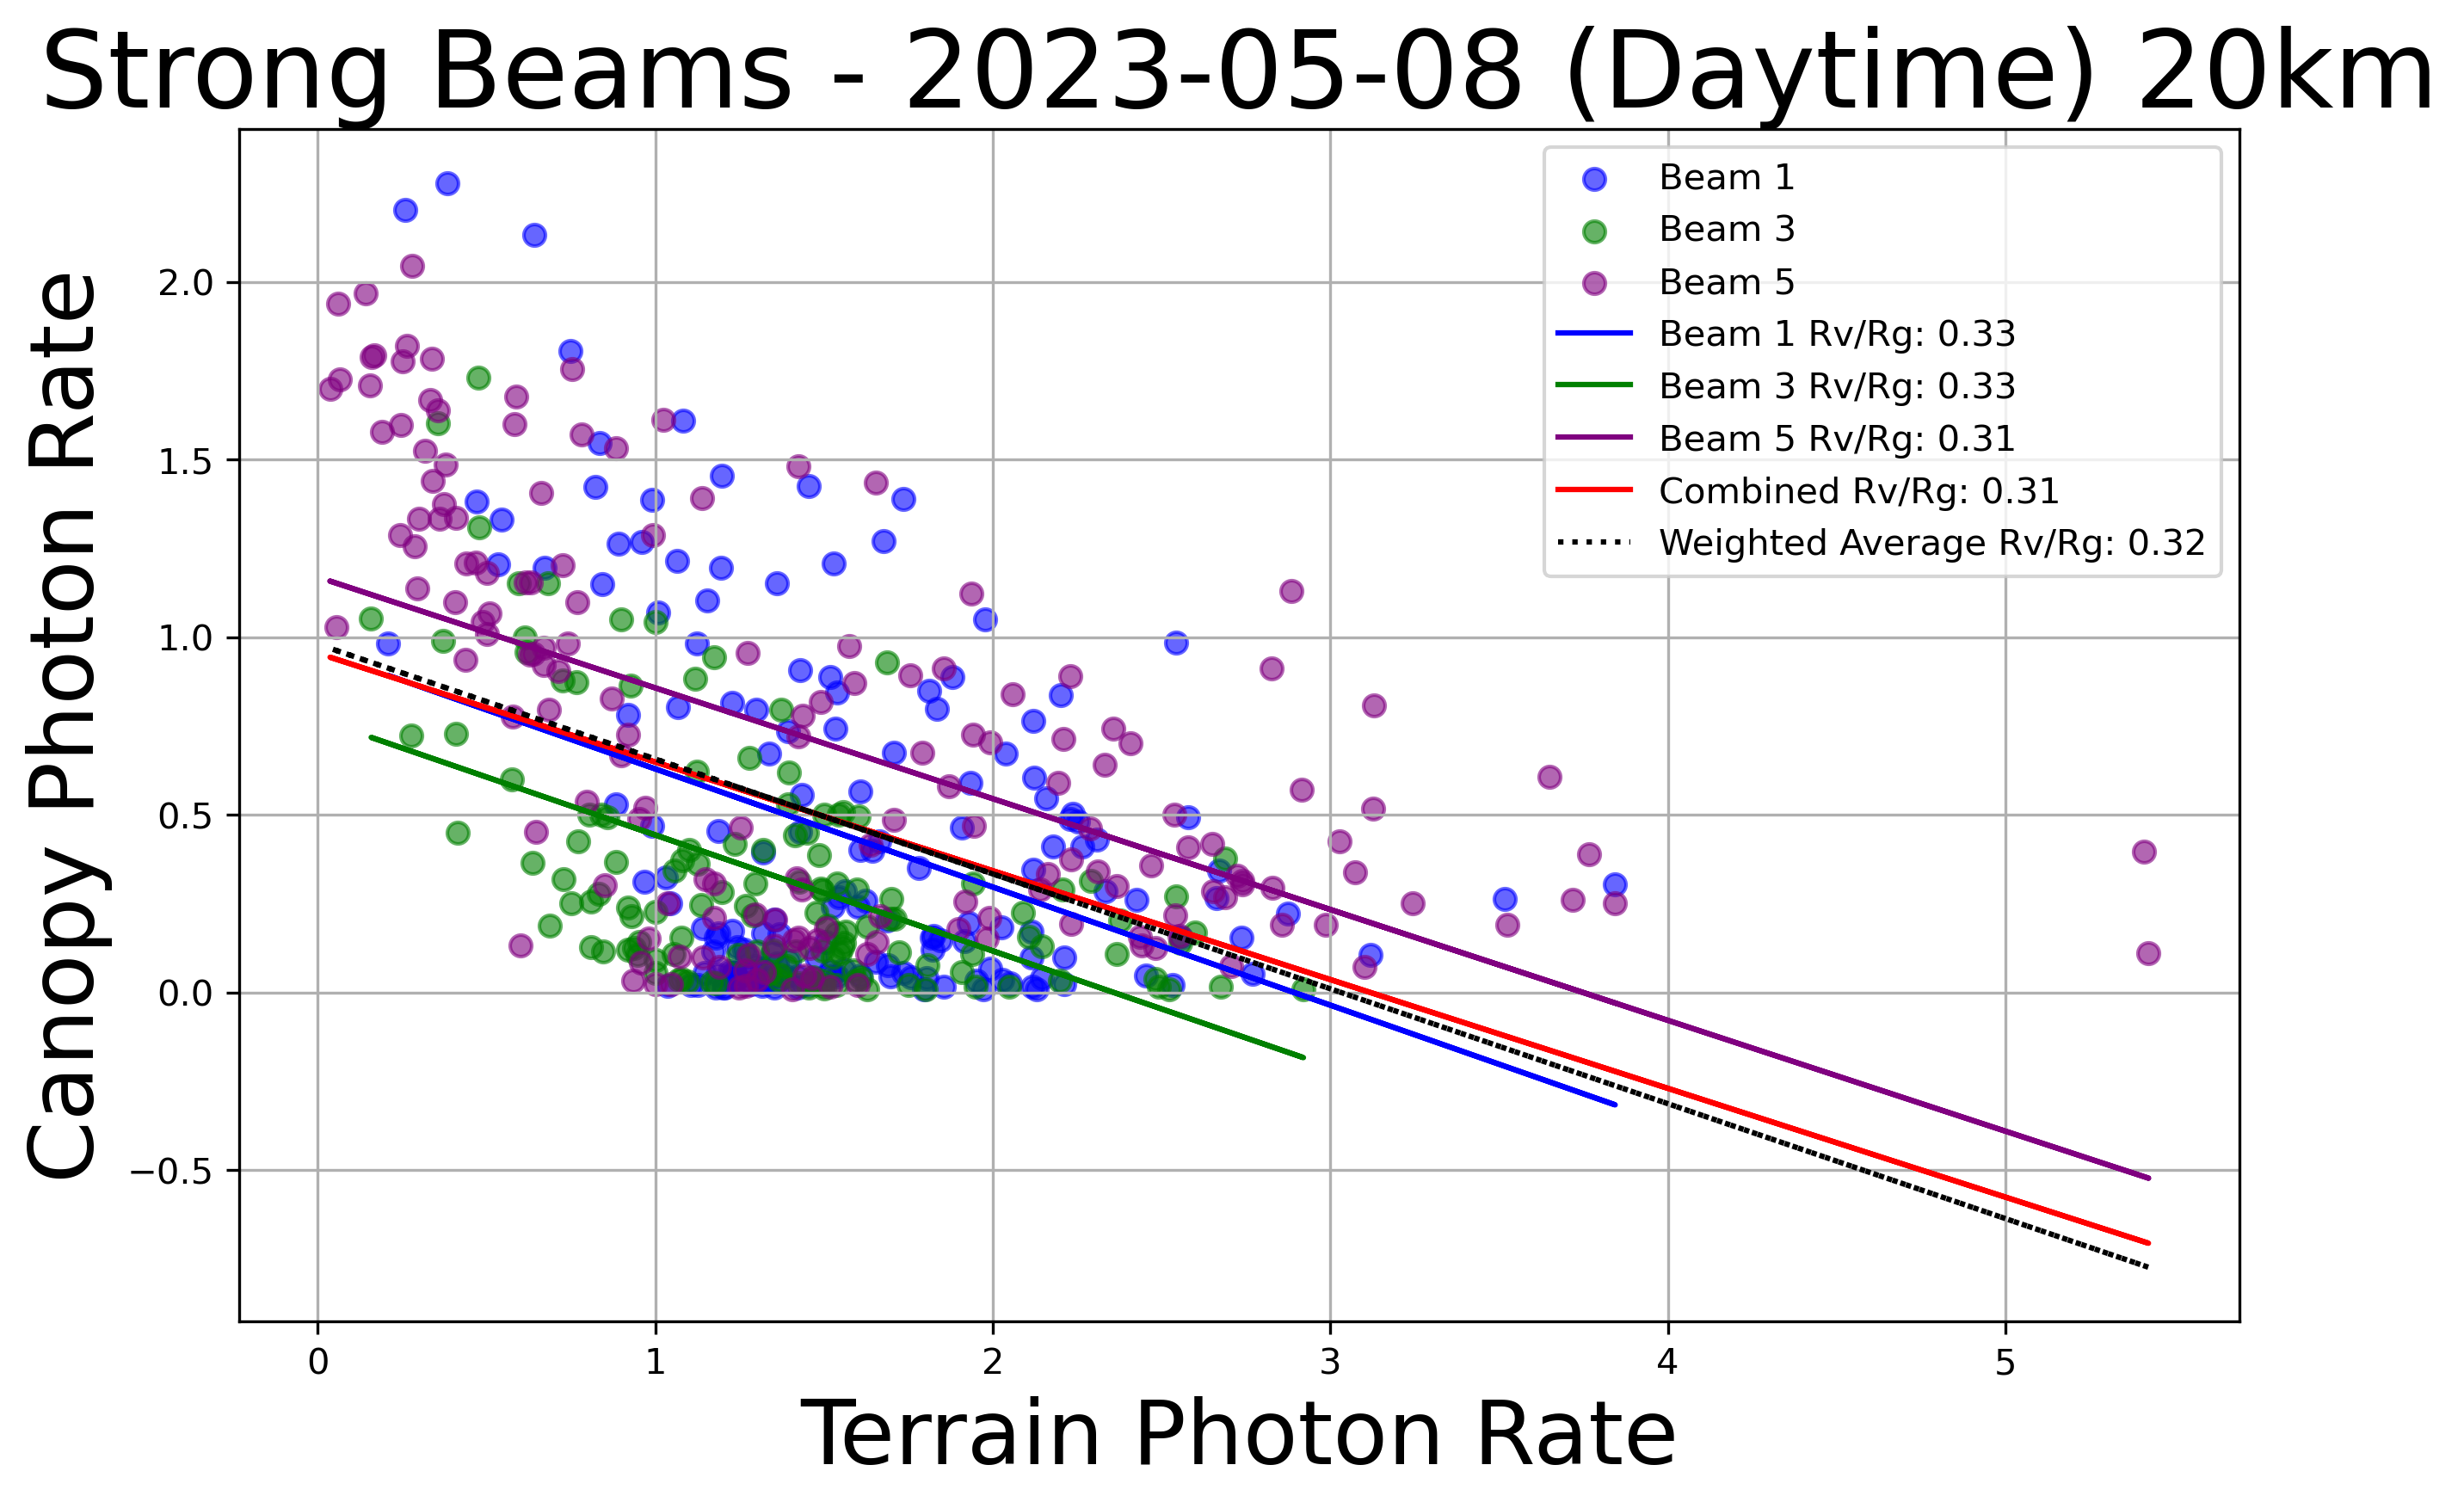 Strong Beams - 2023-05-08 (Daytime) 20km
Canopy Photon Rate
2.0
1.5
1.0
0.5
0.0
−0.5
Beam 1
Beam 3
Beam 5
Beam 1 Rv/Rg: 0.33
Beam 3 Rv/Rg: 0.33
Beam 5 Rv/Rg: 0.31
Combined Rv/Rg: 0.31
Weighted Average Rv/Rg: 0.32
0 1 2 3 4 5
Terrain Photon Rate